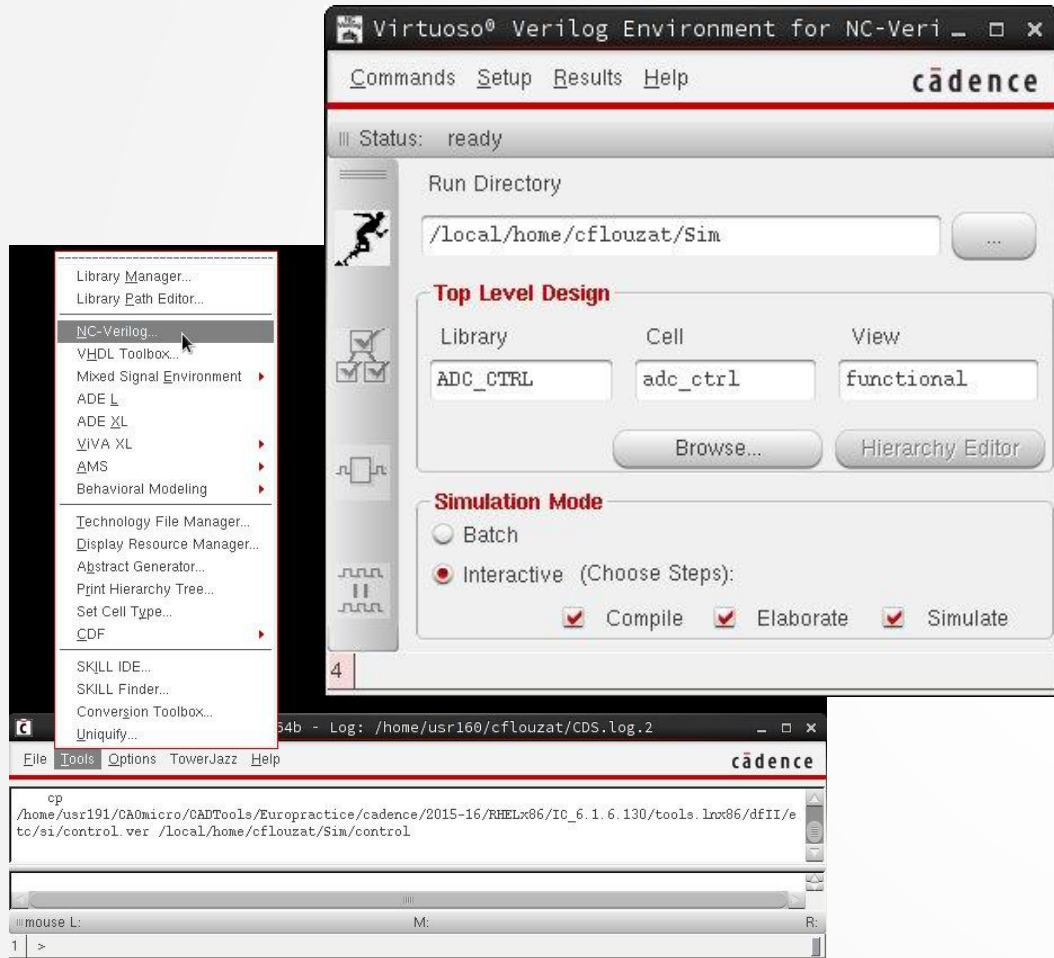 Virtuoso® Verilog Environment for NC-Veri
Commands Setup Results Help
cādence
Status: ready
Run Directory
/local/home/cflouzat/Sim
...
Top Level Design
Library Cell View
ADC_CTRL adc_ctrl functional
Browse... Hierarchy Editor
Simulation Mode
Batch
Interactive (Choose Steps):
Compile Elaborate Simulate
4
Library Manager...
Library Path Editor...
NC-Verilog...
VHDL Toolbox...
Mixed Signal Environment
ADE L
ADE XL
ViVA XL
AMS
Behavioral Modeling
Technology File Manager...
Display Resource Manager...
Abstract Generator...
Print Hierarchy Tree...
Set Cell Type...
CDF
SKILL IDE...
SKILL Finder...
Conversion Toolbox...
Uniquify...
54b - Log: /home/usr160/cflouzat/CDS.log.2
File Tools Options TowerJazz Help
cādence
cp
/home/usr191/CAOmicro/CADTools/Europractice/cadence/2015-16/RHELx86/IC_6.1.6.130/tools.lnx86/dfII/e
tc/si/control.ver /local/home/cflouzat/Sim/control
mouse L: M: R:
1 >